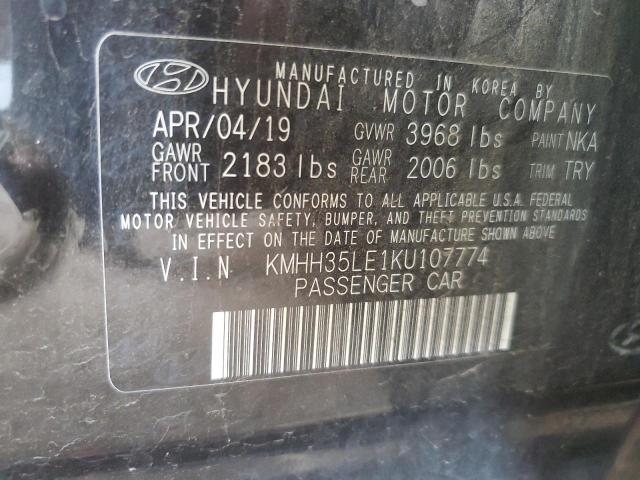 MANUFACTURED IN KOREA BY
HYUNDAI MOTOR COMPANY
APR/04/19 GVWR 3968 lbs PAINT NKA
GAWR FRONT 2183 lbs GAWR REAR 2006 lbs TRIM TRY
THIS VEHICLE CONFORMS TO ALL APPLICABLE U.S.A. FEDERAL
MOTOR VEHICLE SAFETY, BUMPER, AND THEFT PREVENTION STANDARDS
IN EFFECT ON THE DATE OF MANUFACTURE SHOWN ABOVE.
V.I.N KMHH35LE1KU107774
PASSENGER CAR